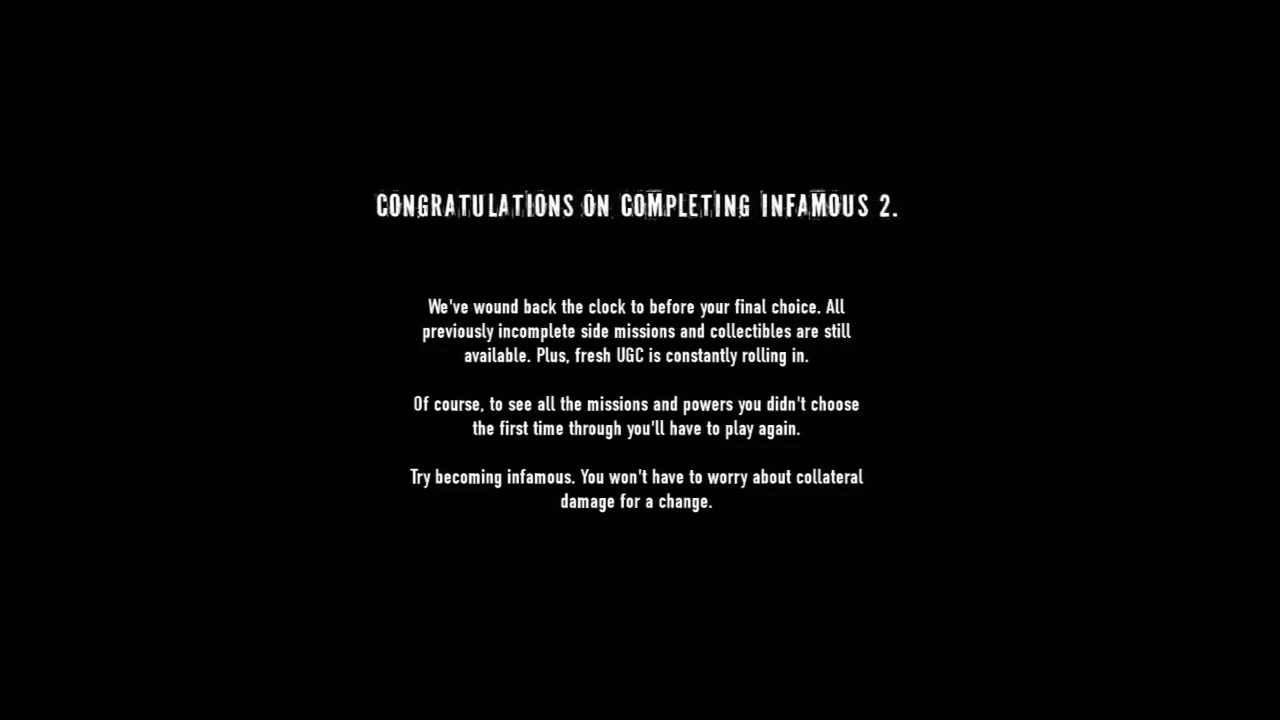 CONGRATULATIONS ON COMPLETING INFAMOUS 2.
We've wound back the clock to before your final choice. All
previously incomplete side missions and collectibles are still
available. Plus, fresh UGC is constantly rolling in.
Of course, to see all the missions and powers you didn't choose
the first time through you'll have to play again.
Try becoming infamous. You won't have to worry about collateral
damage for a change.